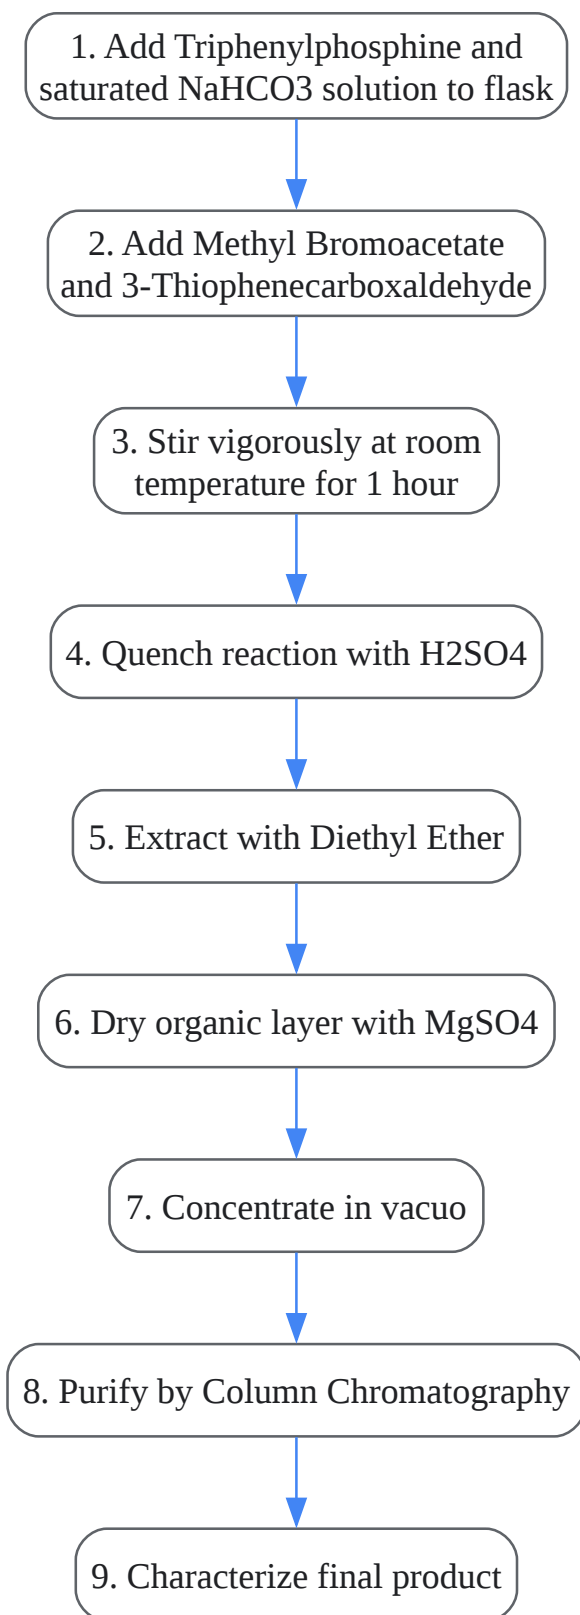 1. Add Triphenylphosphine and
saturated NaHCO3 solution to flask
2. Add Methyl Bromoacetate
and 3-Thiophenecarboxaldehyde
3. Stir vigorously at room
temperature for 1 hour
4. Quench reaction with H2SO4
5. Extract with Diethyl Ether
6. Dry organic layer with MgSO4
7. Concentrate in vacuo
8. Purify by Column Chromatography
9. Characterize final product